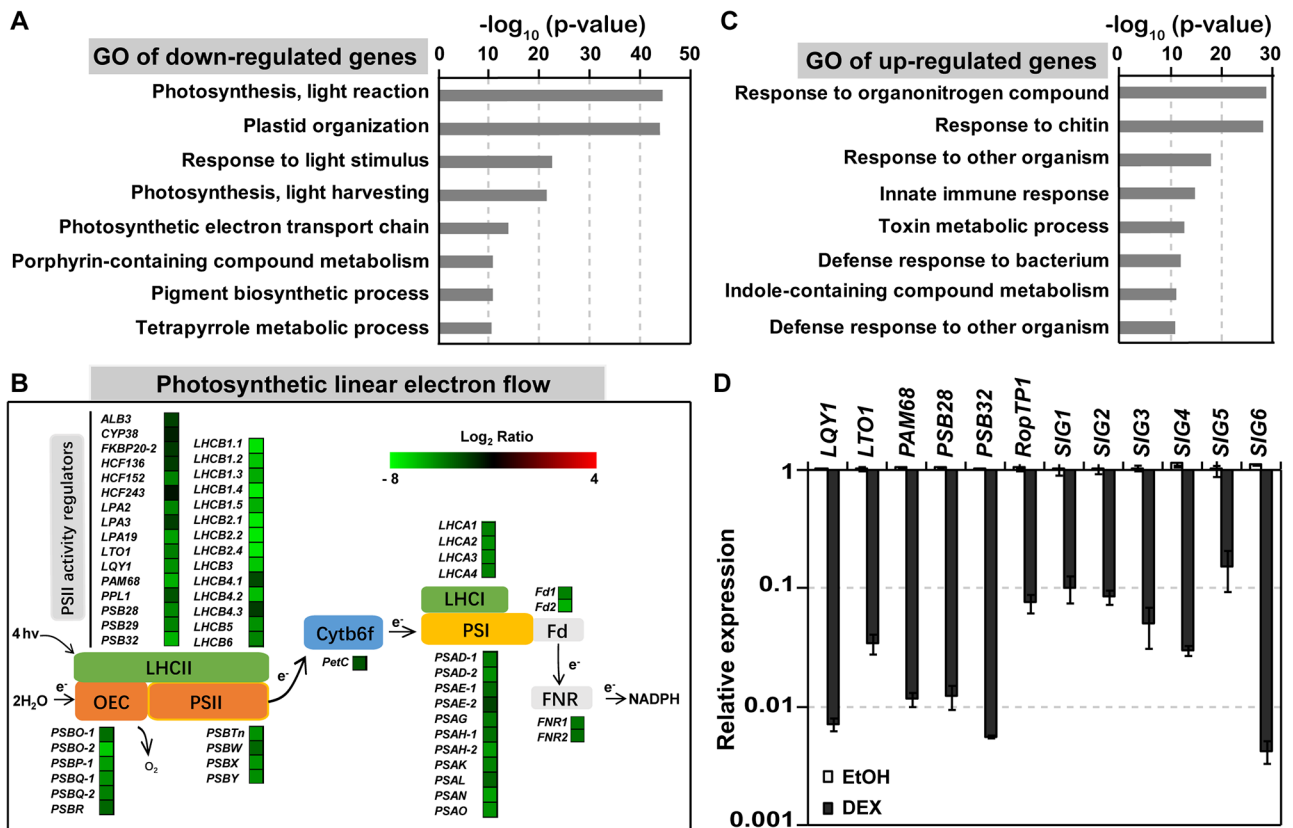 A
-log10 (p-value)
GO of down-regulated genes
0 10 20 30 40 50
Photosynthesis, light reaction
Plastid organization
Response to light stimulus
Photosynthesis, light harvesting
Photosynthetic electron transport chain
Porphyrin-containing compound metabolism
Pigment biosynthetic process
Tetrapyrrole metabolic process
C
-log10 (p-value)
GO of up-regulated genes
0 10 20 30
Response to organonitrogen compound
Response to chitin
Response to other organism
Innate immune response
Toxin metabolic process
Defense response to bacterium
Indole-containing compound metabolism
Defense response to other organism
B
Photosynthetic linear electron flow
PSII activity regulators
ALB3
CYP38
FKBP20-2
HCF136
HCF152
HCF243
LPA2
LPA3
LPA19
LTO1
LQY1
PAM68
PPL1
PSB28
PSB29
PSB32
LHCB1.1
LHCB1.2
LHCB1.3
LHCB1.4
LHCB1.5
LHCB2.1
LHCB2.2
LHCB2.4
LHCB3
LHCB4.1
LHCB4.2
LHCB4.3
LHCB5
LHCB6
Log2 Ratio
- 8 4
4 hv
LHCII
2H2O
e-
OEC
PSII
e-
O2
PSBO-1
PSBO-2
PSBP-1
PSBQ-1
PSBQ-2
PSBR
PSBTn
PSBW
PSBX
PSBY
Cytb6f
PetC
e-
LHCA1
LHCA2
LHCA3
LHCA4
LHCI
PSI
Fd1
Fd2
Fd
e-
FNR
e-
NADPH
FNR1
FNR2
PSAD-1
PSAD-2
PSAE-1
PSAE-2
PSAG
PSAH-1
PSAH-2
PSAK
PSAL
PSAN
PSAO
D
LQY1
LTO1
PAM68
PSB28
PSB32
RopTP1
SIG1
SIG2
SIG3
SIG4
SIG5
SIG6
Relative expression
1
0.1
0.01
0.001
EtOH
DEX